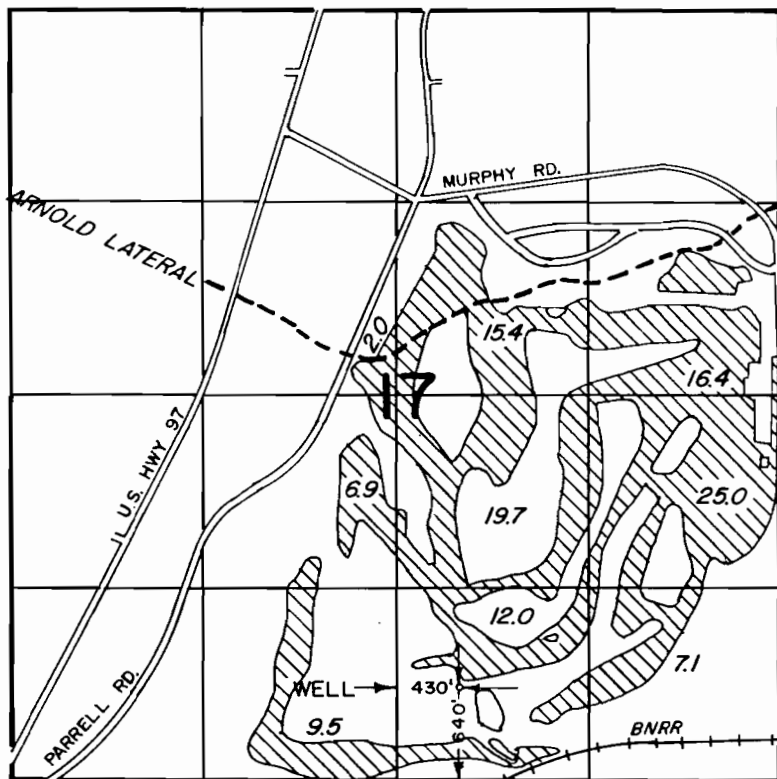 MURPHY RD.
ARNOLD LATERAL
2.0
15.4
17
16.4
U.S. HWY 97
6.9
19.7
25.0
12.0
7.1
WELL
430'
640'
9.5
BNRR
PARRELL RD.